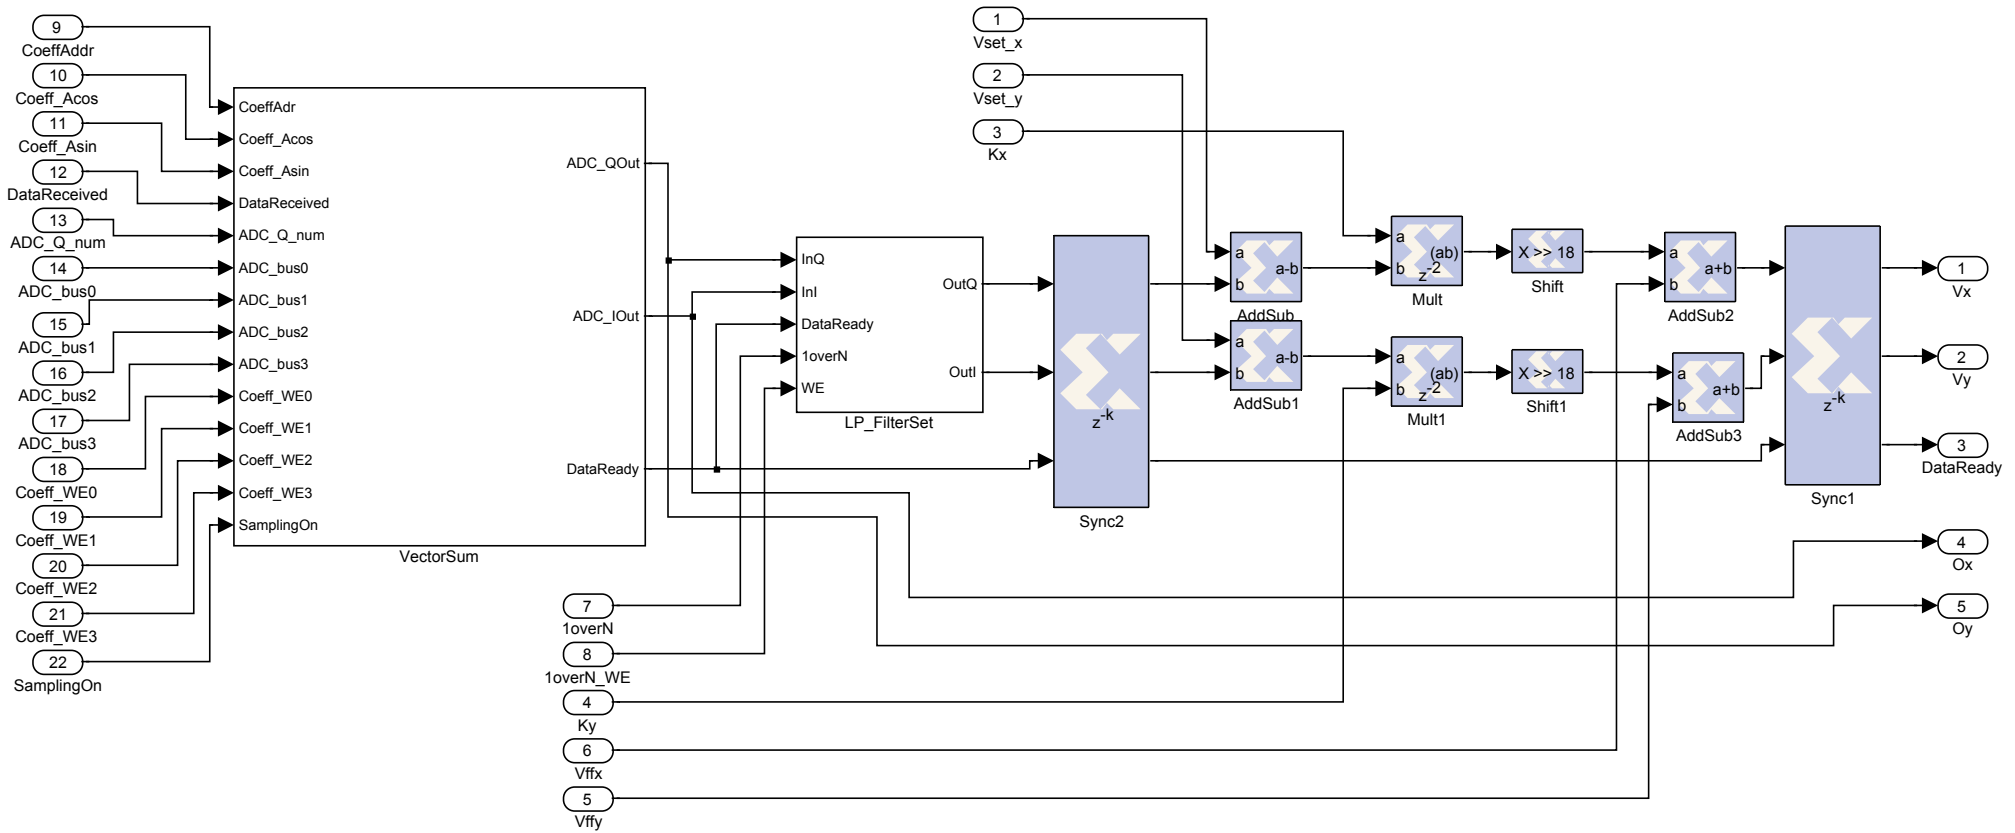 9
CoeffAddr
10
Coeff_Acos
11
Coeff_Asin
12
DataReceived
13
ADC_Q_num
14
ADC_bus0
15
ADC_bus1
16
ADC_bus2
17
ADC_bus3
18
Coeff_WE0
19
Coeff_WE1
20
Coeff_WE2
21
Coeff_WE3
22
SamplingOn
CoeffAdr
Coeff_Acos
Coeff_Asin
DataReceived
ADC_Q_num
ADC_bus0
ADC_bus1
ADC_bus2
ADC_bus3
Coeff_WE0
Coeff_WE1
Coeff_WE2
Coeff_WE3
SamplingOn
ADC_QOut
ADC_IOut
DataReady
VectorSum
7
1overN
8
1overN_WE
4
Ky
6
Vffx
5
Vffy
InQ
InI
DataReady
1overN
WE
OutQ
OutI
LP_FilterSet
1
Vset_x
2
Vset_y
3
Kx
z-k
Sync2
a
b
a-b
AddSub
a
b
a-b
AddSub1
a
b
(ab)
z-2
Mult
a
b
(ab)
z-2
Mult1
X >> 18
Shift
X >> 18
Shift1
a
b
a+b
AddSub2
a
b
a+b
AddSub3
z-k
Sync1
1
Vx
2
Vy
3
DataReady
4
Ox
5
Oy